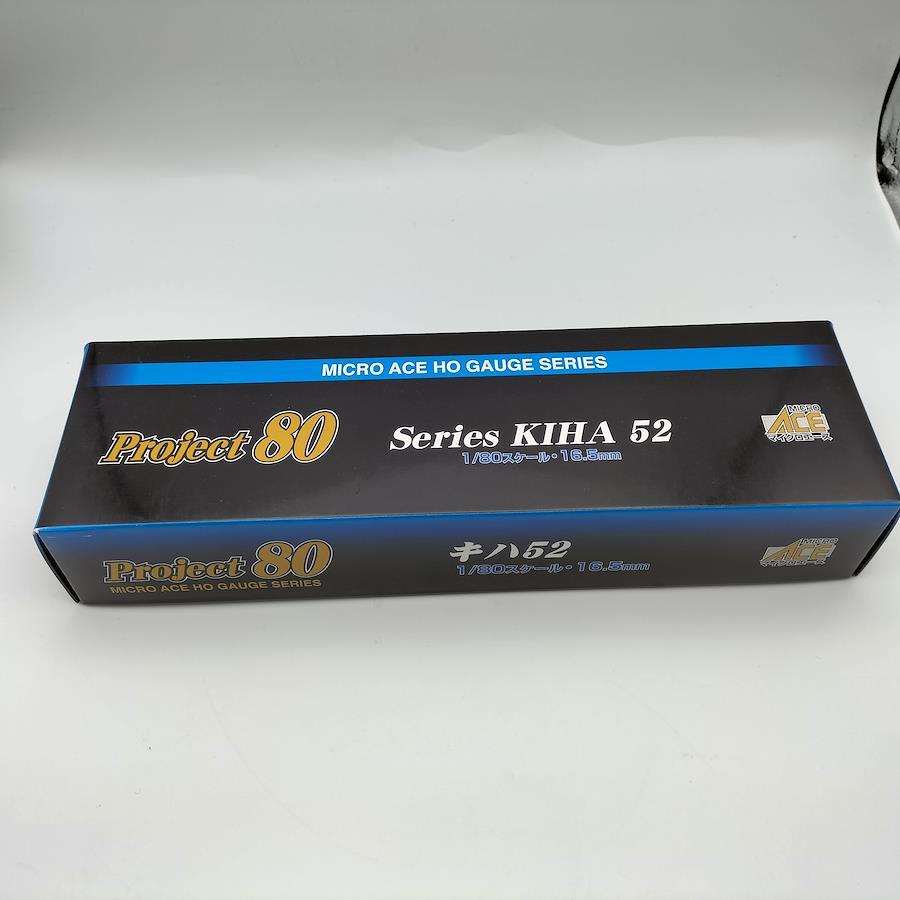 MICRO ACE HO GAUGE SERIES
Project 80
Series KIHA 52
1/80スケール・16.5mm
MICRO
ACE
マイクロエース
Project 80
MICRO ACE HO GAUGE SERIES
キハ52
1/80スケール・16.5mm
MICRO
ACE
マイクロエース